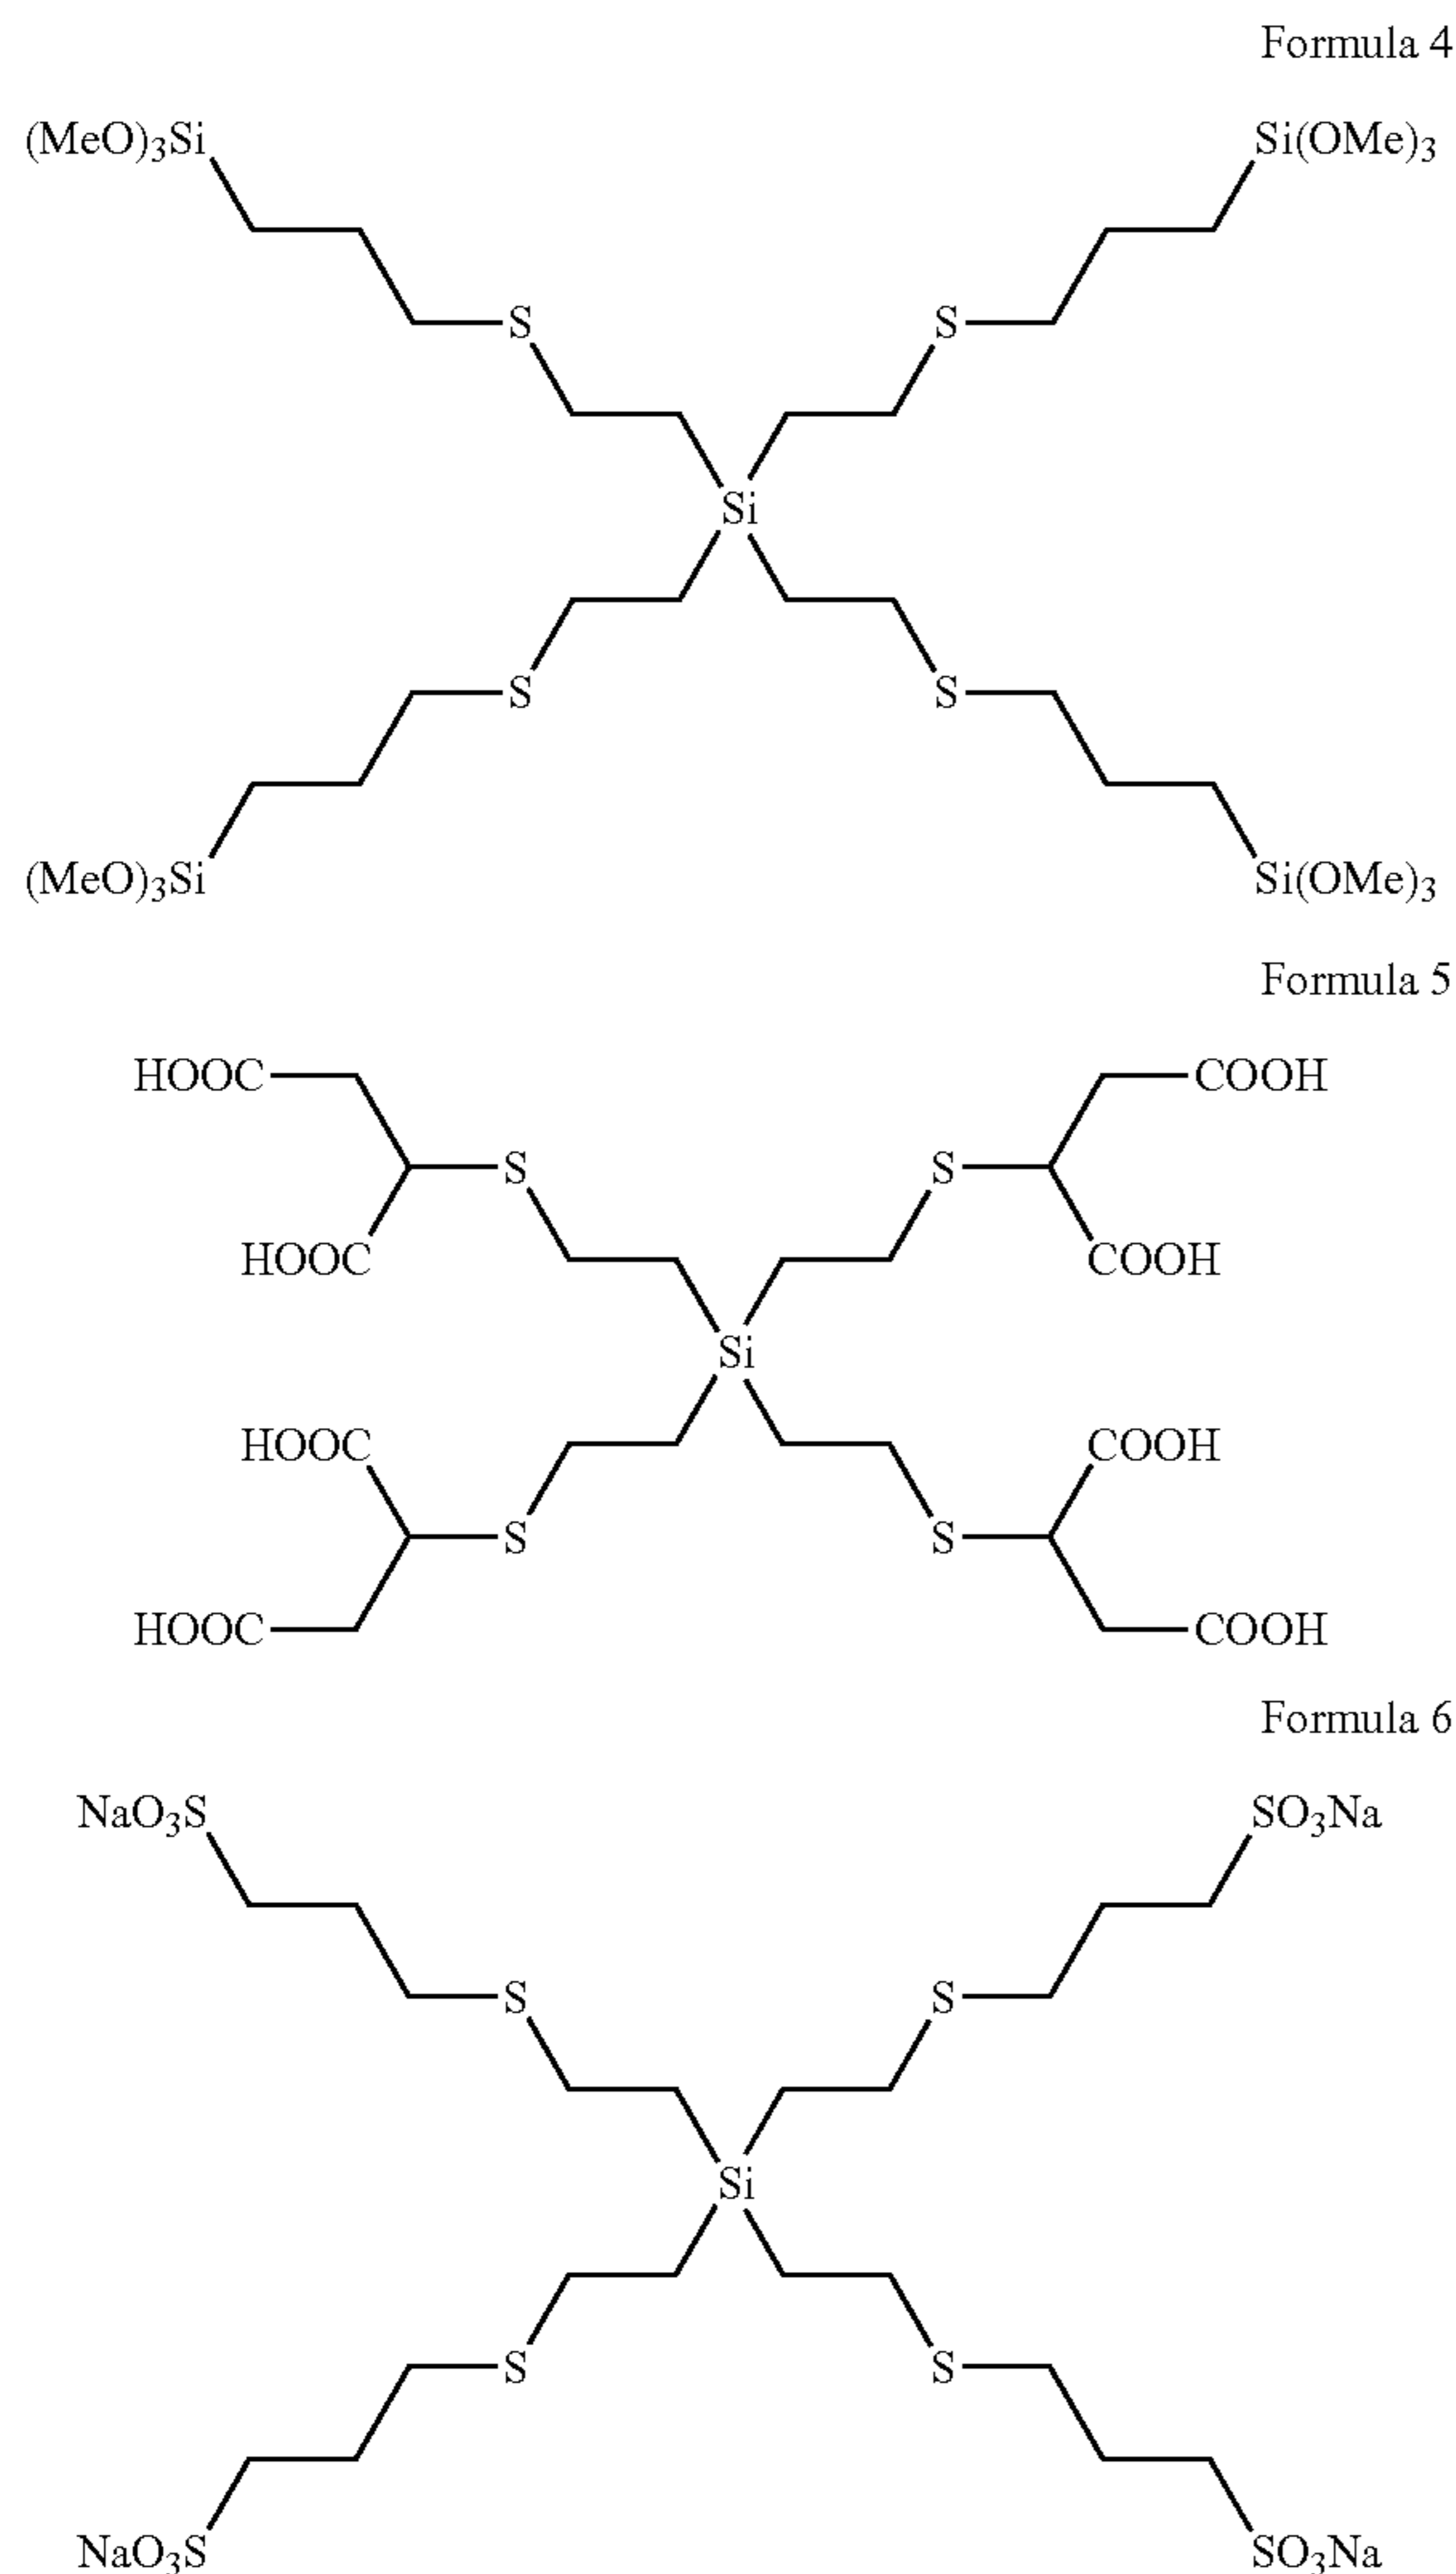 Formula 4
(MeO)₃Si Si(OMe)₃
S S
Si
S S
(MeO)₃Si Si(OMe)₃
Formula 5
HOOC COOH
S S
HOOC COOH
Si
HOOC COOH
S S
HOOC COOH
Formula 6
NaO₃S SO₃Na
S S
Si
S S
NaO₃S SO₃Na